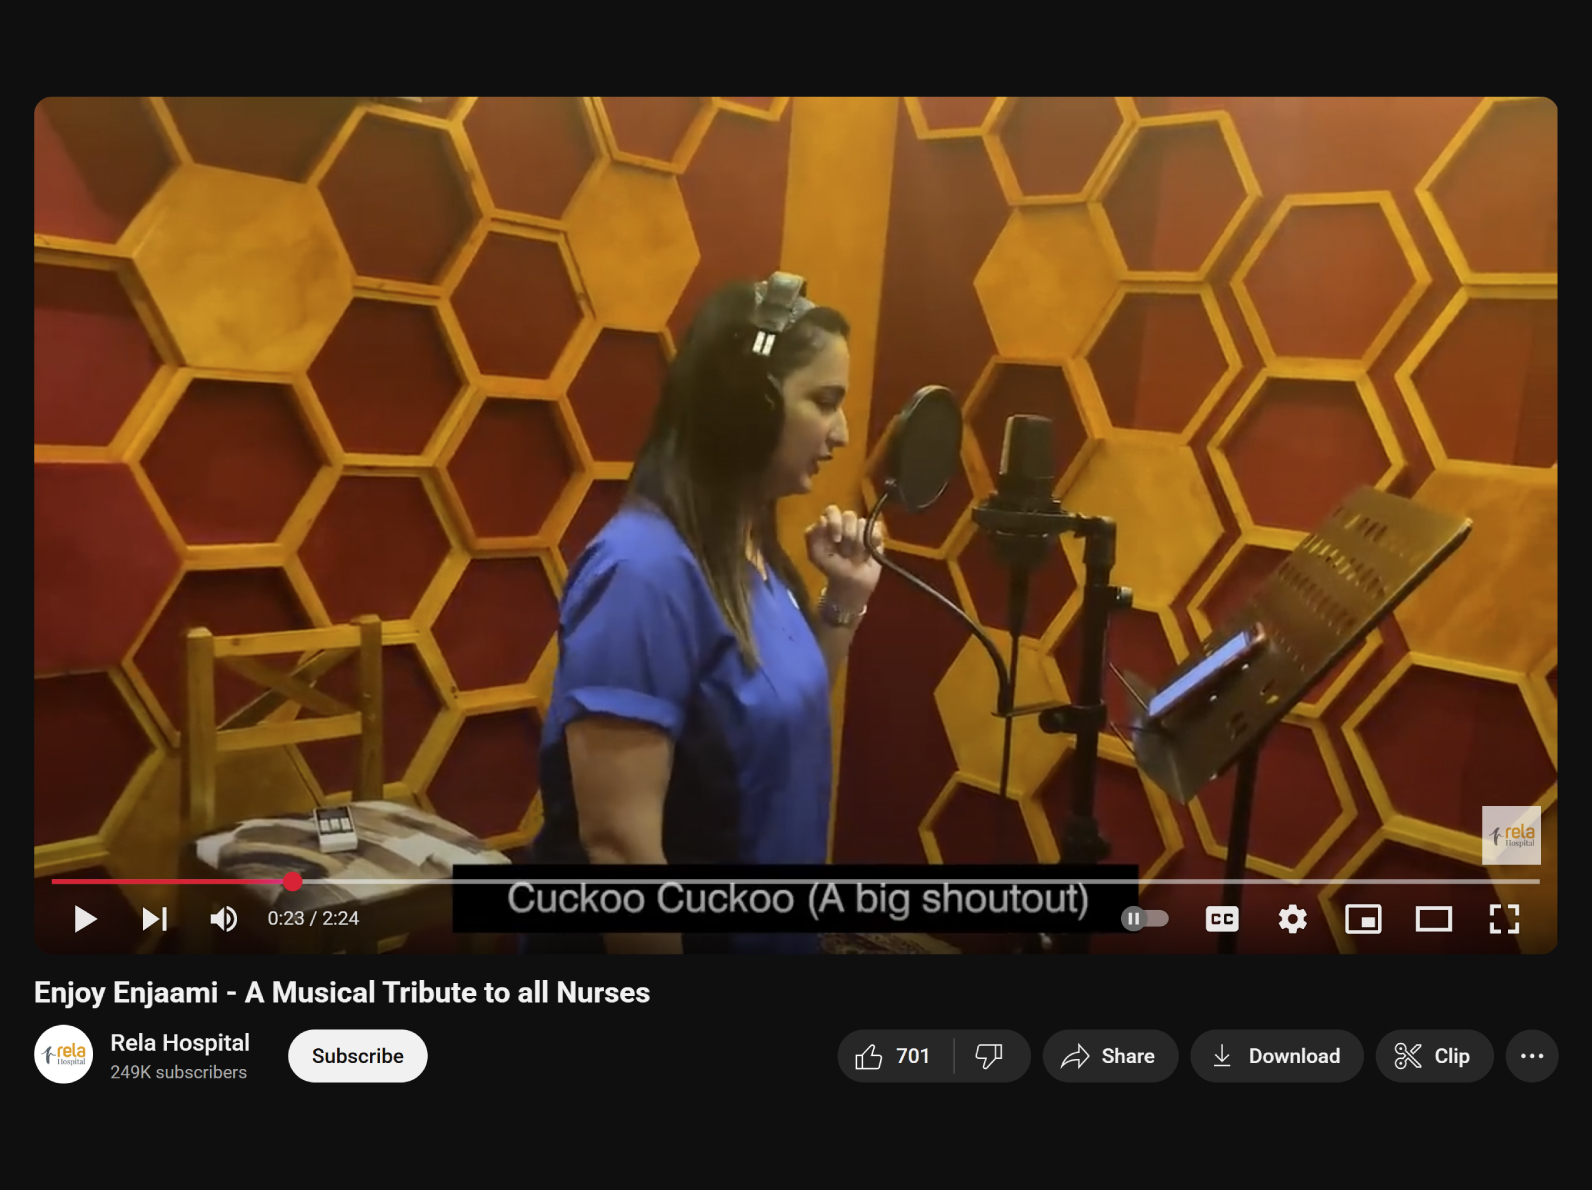 rela
Hospital
Cuckoo Cuckoo (A big shoutout)
0:23 / 2:24
CC
Enjoy Enjaami - A Musical Tribute to all Nurses
rela
Hospital
Rela Hospital
249K subscribers
Subscribe
701
Share
Download
Clip